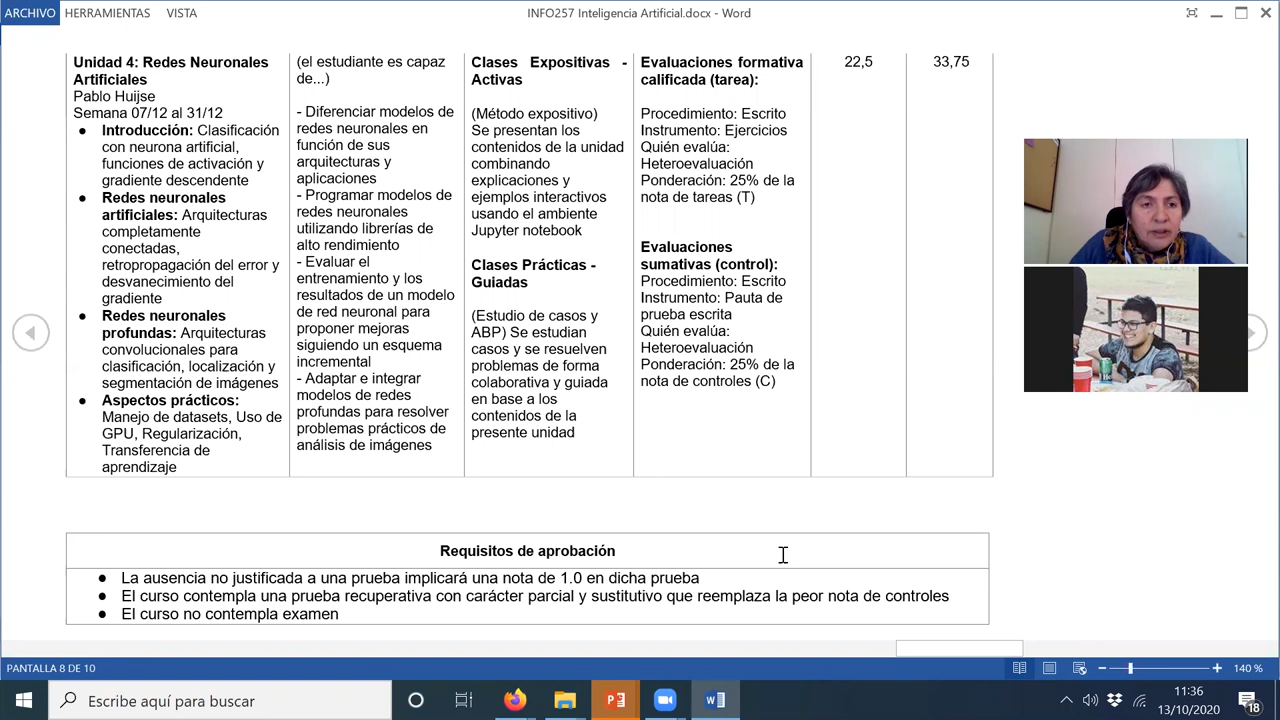 ARCHIVO HERRAMIENTAS VISTA
INFO257 Inteligencia Artificial.docx - Word
Unidad 4: Redes Neuronales
Artificiales
Pablo Huijse
Semana 07/12 al 31/12
● Introducción: Clasificación
con neurona artificial,
funciones de activación y
gradiente descendente
● Redes neuronales
artificiales: Arquitecturas
completamente
conectadas,
retropropagación del error y
desvanecimiento del
gradiente
● Redes neuronales
profundas: Arquitecturas
convolucionales para
clasificación, localización y
segmentación de imágenes
● Aspectos prácticos:
Manejo de datasets, Uso de
GPU, Regularización,
Transferencia de
aprendizaje
(el estudiante es capaz
de...)
- Diferenciar modelos de
redes neuronales en
función de sus
arquitecturas y
aplicaciones
- Programar modelos de
redes neuronales
utilizando librerías de
alto rendimiento
- Evaluar el
entrenamiento y los
resultados de un modelo
de red neuronal para
proponer mejoras
siguiendo un esquema
incremental
- Adaptar e integrar
modelos de redes
profundas para resolver
problemas prácticos de
análisis de imágenes
Clases Expositivas -
Activas
(Método expositivo)
Se presentan los
contenidos de la unidad
combinando
explicaciones y
ejemplos interactivos
usando el ambiente
Jupyter notebook
Clases Prácticas -
Guiadas
(Estudio de casos y
ABP) Se estudian
casos y se resuelven
problemas de forma
colaborativa y guiada
en base a los
contenidos de la
presente unidad
Evaluaciones formativa
calificada (tarea):
Procedimiento: Escrito
Instrumento: Ejercicios
Quién evalúa:
Heteroevaluación
Ponderación: 25% de la
nota de tareas (T)
Evaluaciones
sumativas (control):
Procedimiento: Escrito
Instrumento: Pauta de
prueba escrita
Quién evalúa:
Heteroevaluación
Ponderación: 25% de la
nota de controles (C)
22,5
33,75
Requisitos de aprobación
● La ausencia no justificada a una prueba implicará una nota de 1.0 en dicha prueba
● El curso contempla una prueba recuperativa con carácter parcial y sustitutivo que reemplaza la peor nota de controles
● El curso no contempla examen
PANTALLA 8 DE 10
140 %
Escribe aquí para buscar
11:36
13/10/2020
18